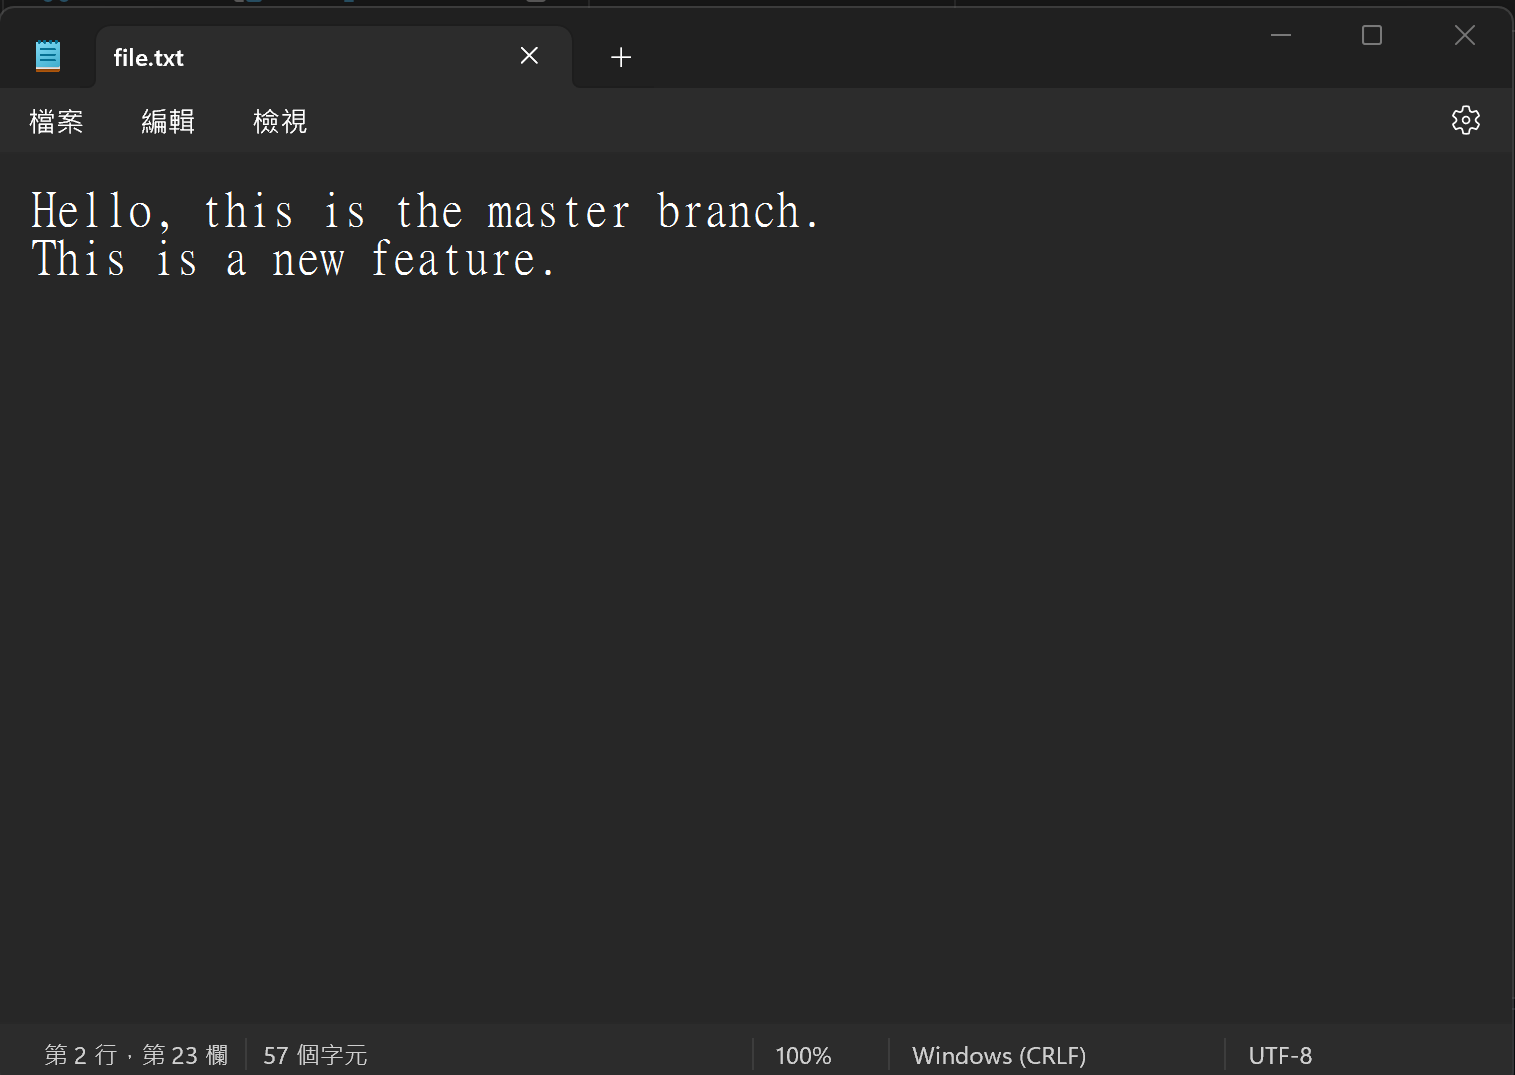 file.txt
檔案 編輯 檢視
Hello, this is the master branch.
This is a new feature.
第 2 行，第 23 欄 57 個字元 100% Windows (CRLF) UTF-8